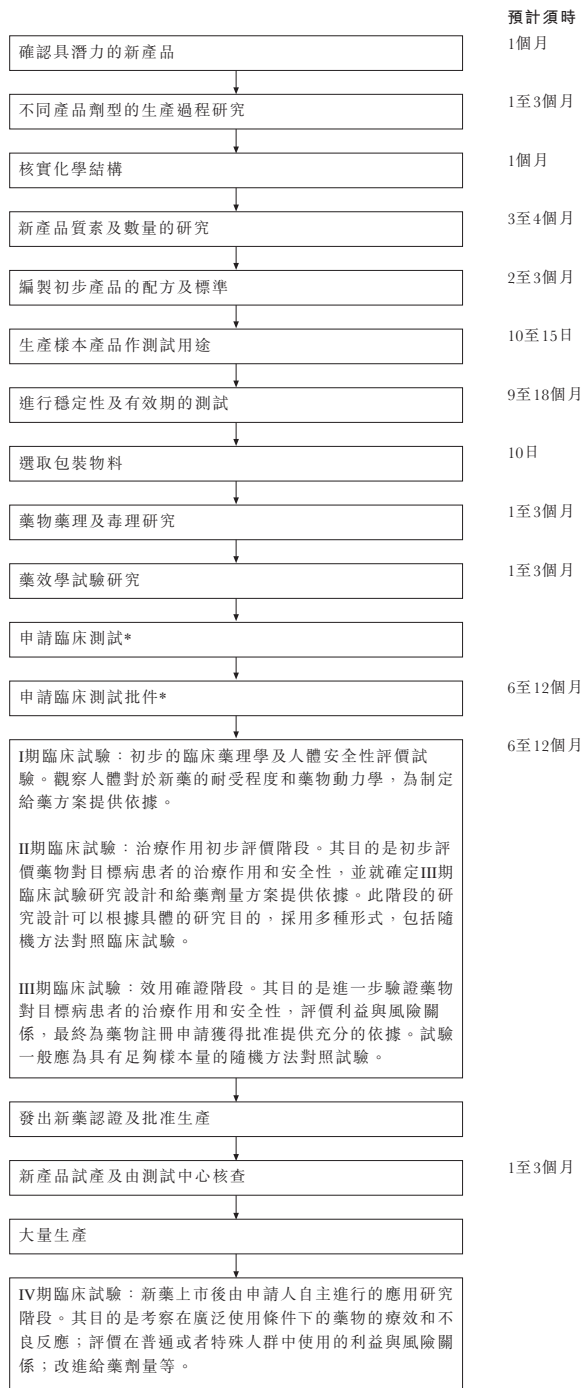 預計須時
確認具潛力的新產品
1個月
不同產品劑型的生產過程研究
1至3個月
核實化學結構
1個月
新產品質素及數量的研究
3至4個月
編製初步產品的配方及標準
2至3個月
生產樣本產品作測試用途
10至15日
進行穩定性及有效期的測試
9至18個月
選取包裝物料
10日
藥物藥理及毒理研究
1至3個月
藥效學試驗研究
1至3個月
申請臨床測試*
申請臨床測試批件*
6至12個月
I期臨床試驗：初步的臨床藥理學及人體安全性評價試
驗。觀察人體對於新藥的耐受程度和藥物動力學，為制定
給藥方案提供依據。
6至12個月
II期臨床試驗：治療作用初步評價階段。其目的是初步評
價藥物對目標病患者的治療作用和安全性，並就確定III期
臨床試驗研究設計和給藥劑量方案提供依據。此階段的研
究設計可以根據具體的研究目的，採用多種形式，包括隨
機方法對照臨床試驗。
III期臨床試驗：效用確證階段。其目的是進一步驗證藥物
對目標病患者的治療作用和安全性，評價利益與風險關
係，最終為藥物註冊申請獲得批准提供充分的依據。試驗
一般應為具有足夠樣本量的隨機方法對照試驗。
發出新藥認證及批准生產
新產品試產及由測試中心核查
1至3個月
大量生產
IV期臨床試驗：新藥上市後由申請人自主進行的應用研究
階段。其目的是考察在廣泛使用條件下的藥物的療效和不
良反應；評價在普通或者特殊人群中使用的利益與風險關
係；改進給藥劑量等。